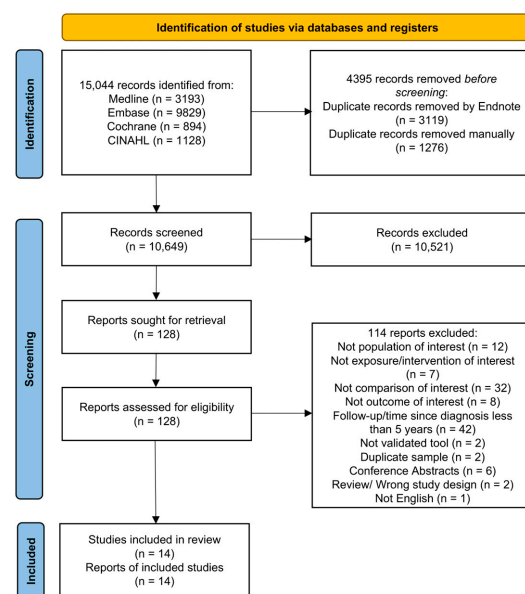 Identification of studies via databases and registers
Identification
15,044 records identified from:
Medline (n = 3193)
Embase (n = 9829)
Cochrane (n = 894)
CINAHL (n = 1128)
4395 records removed before
screening:
Duplicate records removed by Endnote
(n = 3119)
Duplicate records removed manually
(n = 1276)
Screening
Records screened
(n = 10,649)
Records excluded
(n = 10,521)
Reports sought for retrieval
(n = 128)
Reports assessed for eligibility
(n = 128)
114 reports excluded:
Not population of interest (n = 12)
Not exposure/intervention of interest
(n = 7)
Not comparison of interest (n = 32)
Not outcome of interest (n = 8)
Follow-up/time since diagnosis less
than 5 years (n = 42)
Not validated tool (n = 2)
Duplicate sample (n = 2)
Conference Abstracts (n = 6)
Review/ Wrong study design (n = 2)
Not English (n = 1)
Included
Studies included in review
(n = 14)
Reports of included studies
(n = 14)